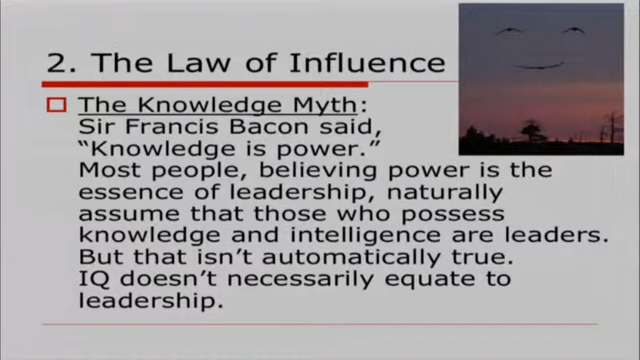 2. The Law of Influence
The Knowledge Myth:
Sir Francis Bacon said,
“Knowledge is power.”
Most people, believing power is the
essence of leadership, naturally
assume that those who possess
knowledge and intelligence are leaders.
But that isn’t automatically true.
IQ doesn’t necessarily equate to
leadership.